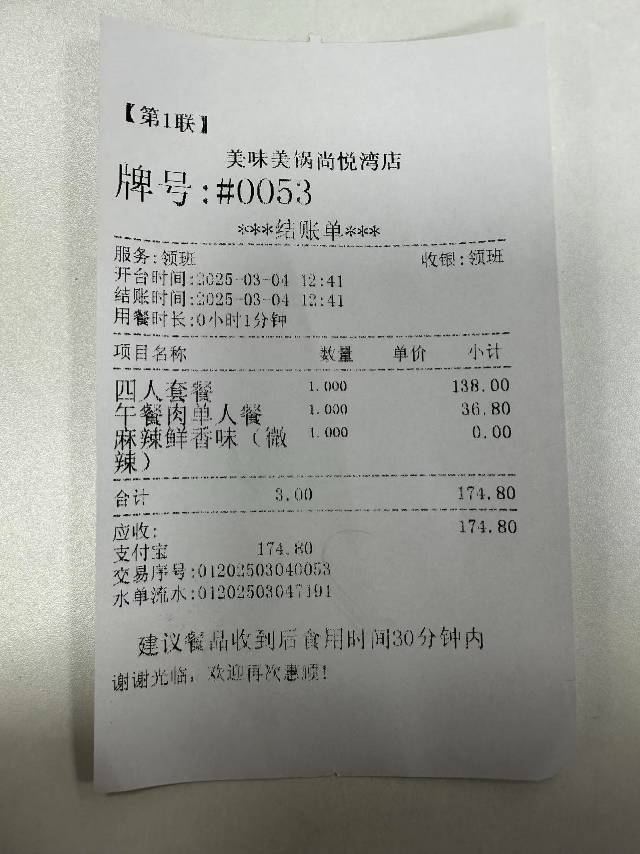 【第1联】
美味美锅尚悦湾店
牌号:#0053
***结账单***
服务:领班 收银:领班
开台时间:2025-03-04 12:41
结账时间:2025-03-04 12:41
用餐时长:0小时1分钟
项目名称 数量 单价 小计
四人套餐 1.000 138.00
午餐肉单人餐 1.000 36.80
麻辣鲜香味（微 1.000 0.00
辣）
合计 3.00 174.80
应收: 174.80
支付宝 174.80
交易序号:01202503040053
水单流水:01202503047191
建议餐品收到后食用时间30分钟内
谢谢光临，欢迎再次惠顾!